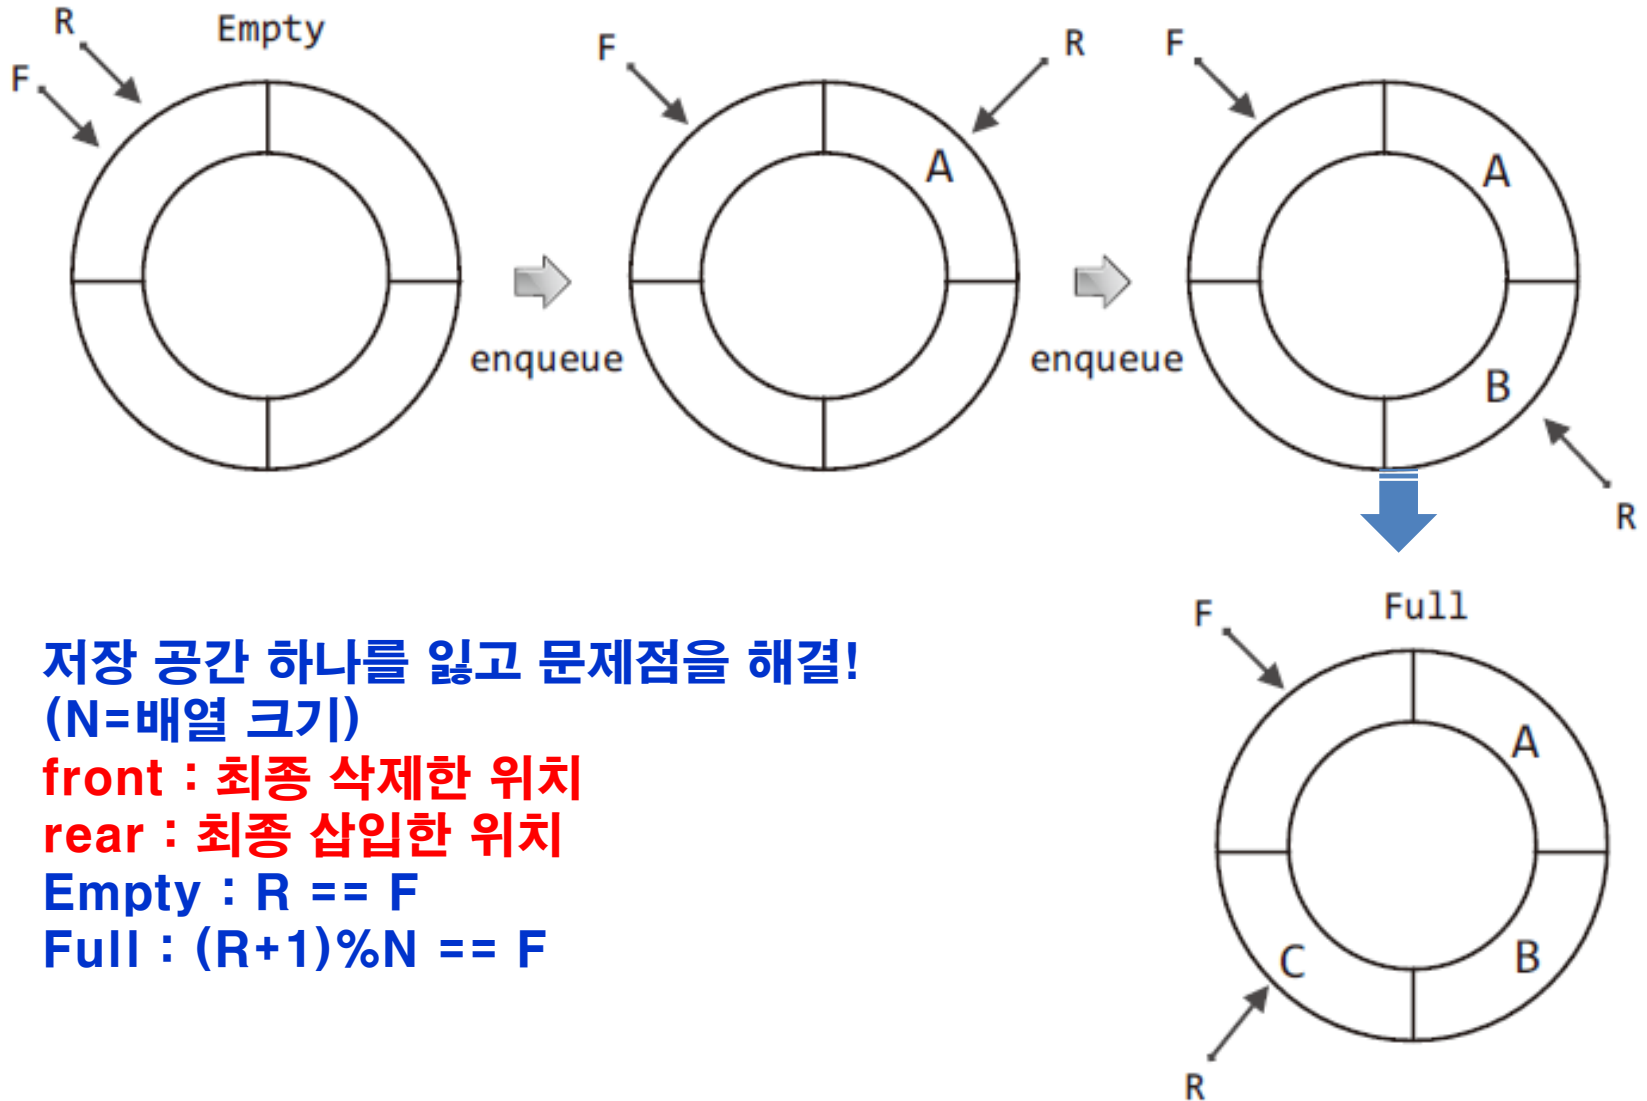 R
Empty
F
F
R
A
enqueue
F
A
B
R
enqueue
F
Full
A
B
C
R
저장 공간 하나를 잃고 문제점을 해결!
(N=배열 크기)
front : 최종 삭제한 위치
rear : 최종 삽입한 위치
Empty : R == F
Full : (R+1)%N == F